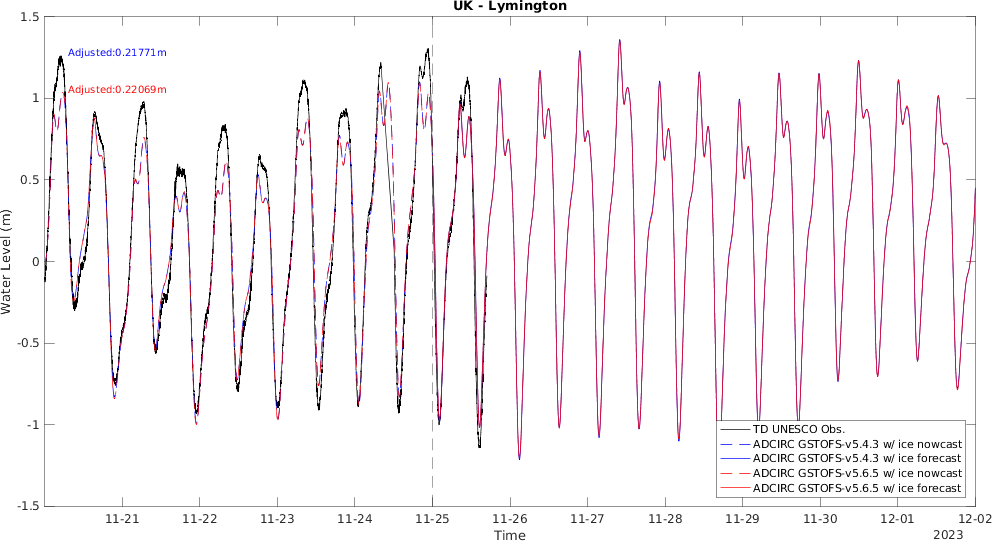 UK - Lymington
1.5
1
0.5
0
-0.5
-1
-1.5
Water Level (m)
Adjusted:0.21771m
Adjusted:0.22069m
TD UNESCO Obs.
ADCIRC GSTOFS-v5.4.3 w/ ice nowcast
ADCIRC GSTOFS-v5.4.3 w/ ice forecast
ADCIRC GSTOFS-v5.6.5 w/ ice nowcast
ADCIRC GSTOFS-v5.6.5 w/ ice forecast
11-21 11-22 11-23 11-24 11-25 11-26 11-27 11-28 11-29 11-30 12-01 12-02
Time
2023